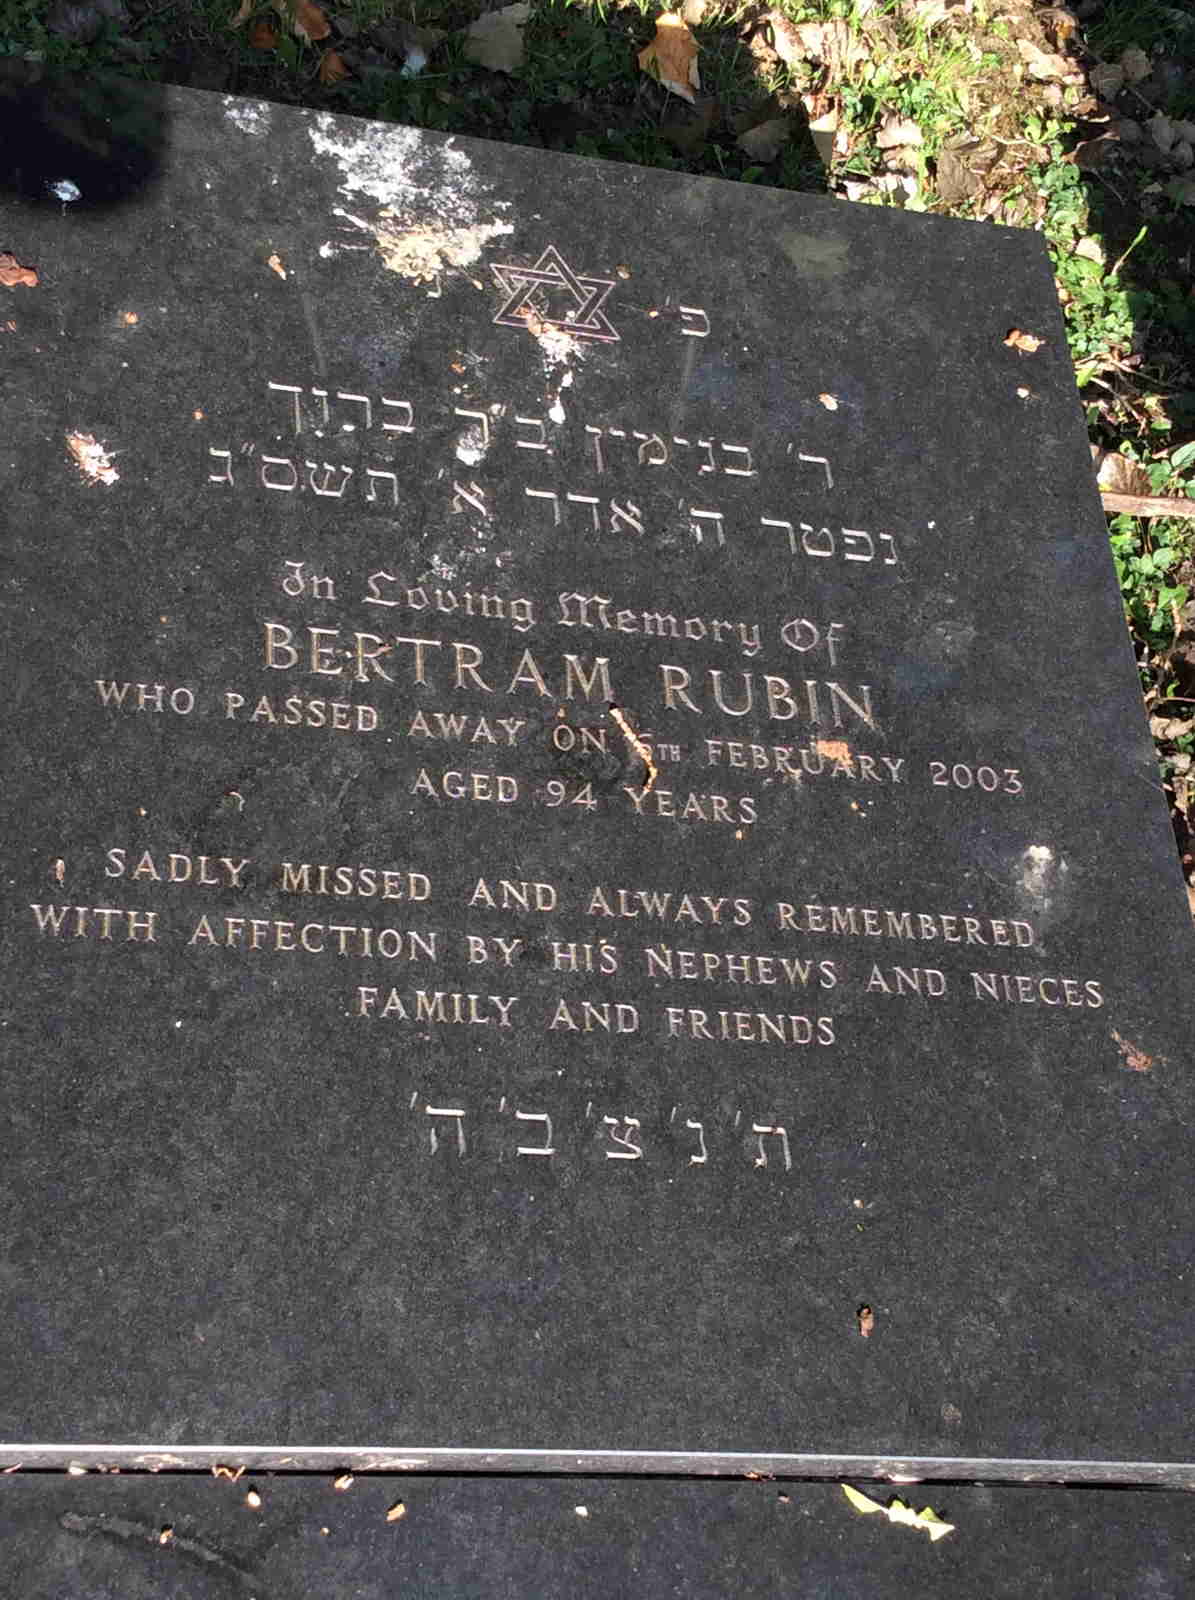 פ'
ר' בנימין ב'ר ברוך
נפטר ה' אדר א' תשס"ג
In Loving Memory Of
BERTRAM RUBIN
WHO PASSED AWAY ON 6TH FEBRUARY 2003
AGED 94 YEARS
SADLY MISSED AND ALWAYS REMEMBERED
WITH AFFECTION BY HIS NEPHEWS AND NIECES
FAMILY AND FRIENDS
ת' נ' צ' ב' ה'